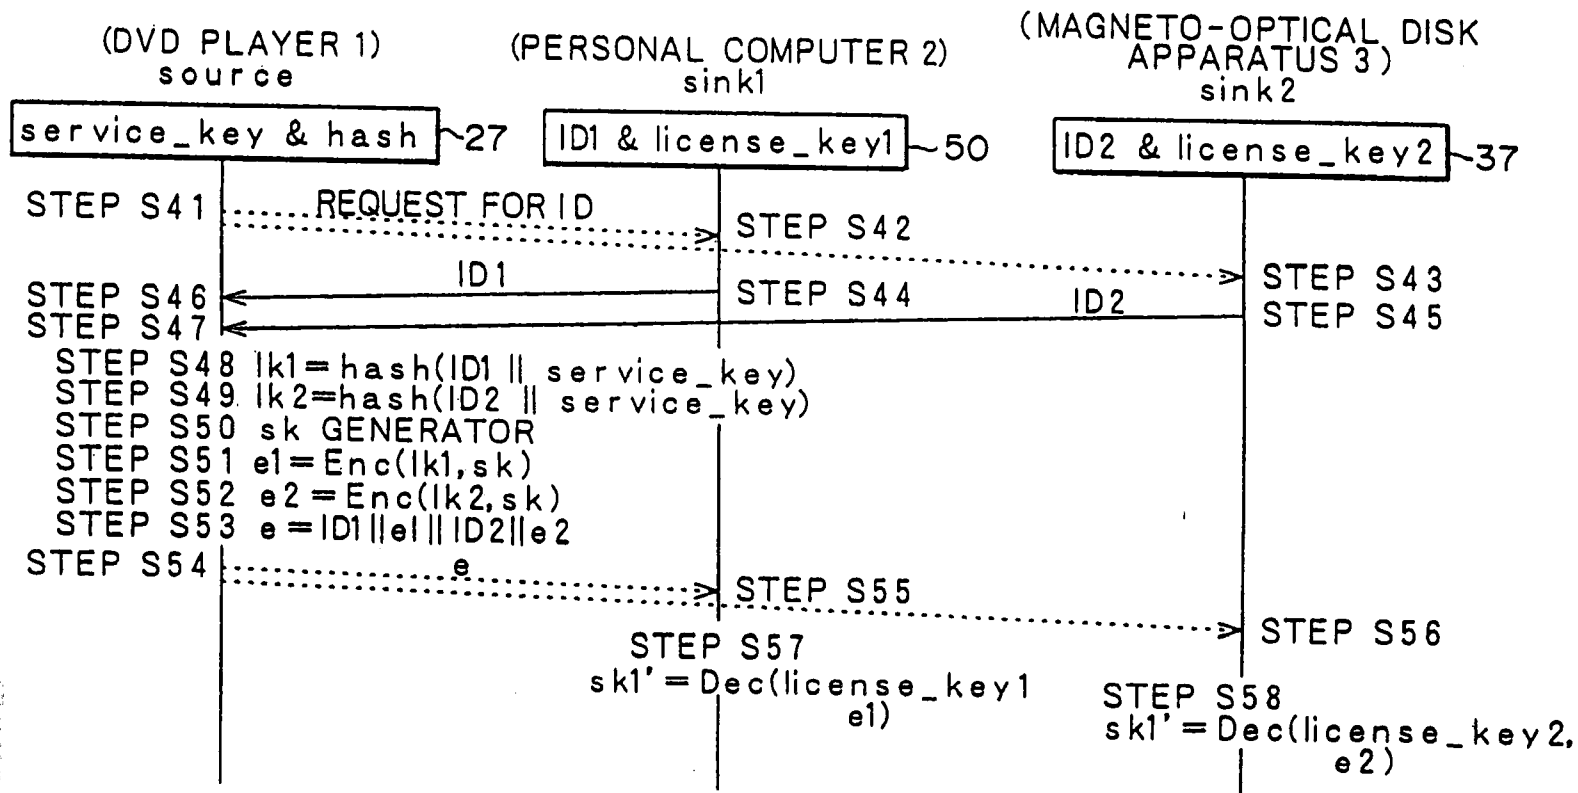 (DVD PLAYER 1)
source
(PERSONAL COMPUTER 2)
sink1
(MAGNETO-OPTICAL DISK
APPARATUS 3)
sink2
service_key & hash
27
ID1 & license_key1
50
ID2 & license_key2
37
STEP S41
REQUEST FOR ID
STEP S42
STEP S43
ID1
STEP S44
STEP S46
ID2
STEP S45
STEP S47
STEP S48 lk1=hash(ID1 || service_key)
STEP S49 lk2=hash(ID2 || service_key)
STEP S50 sk GENERATOR
STEP S51 e1=Enc(lk1,sk)
STEP S52 e2=Enc(lk2,sk)
STEP S53 e=ID1||e1||ID2||e2
STEP S54
e
STEP S55
STEP S56
STEP S57
sk1'=Dec(license_key1
e1)
STEP S58
sk1'=Dec(license_key2,
e2)